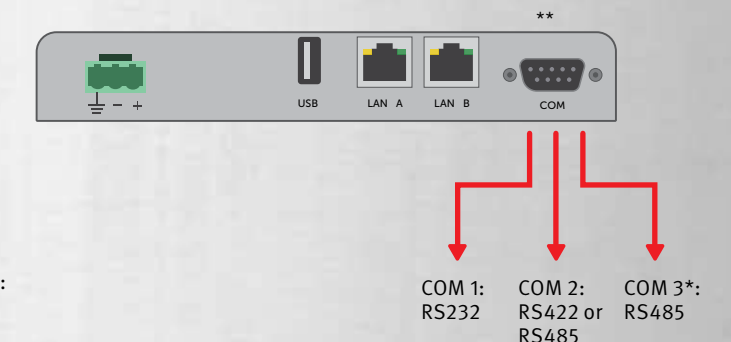 **
USB
LAN A
LAN B
COM
− +
:
COM 1:
RS232
COM 2:
RS422 or
RS485
COM 3*:
RS485